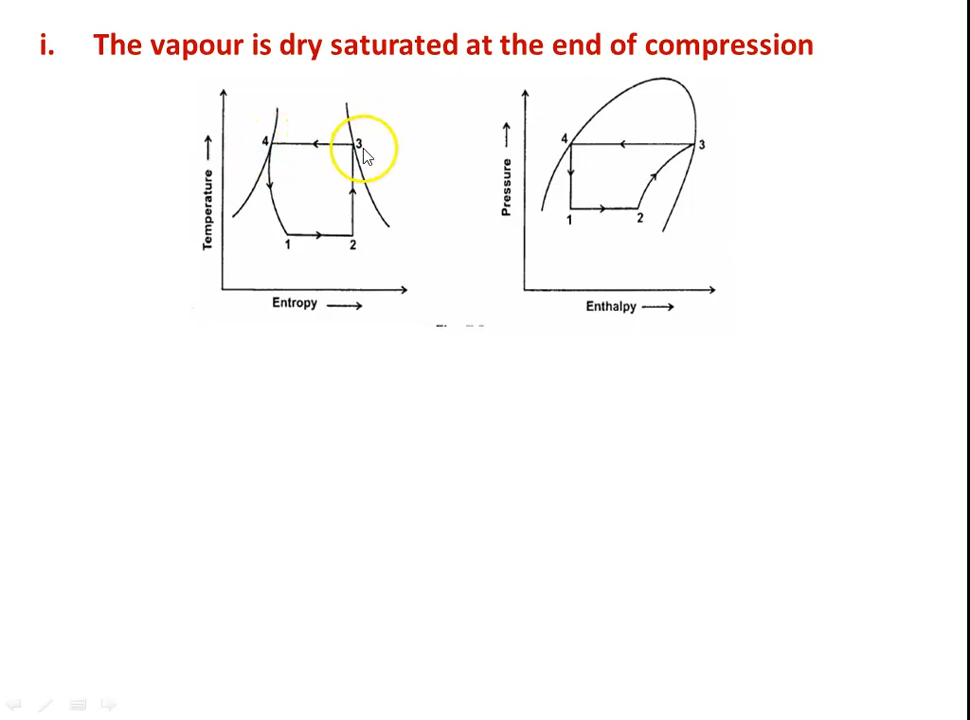 i. The vapour is dry saturated at the end of compression
4
3
Temperature
1
2
Entropy
4
3
Pressure
1
2
Enthalpy